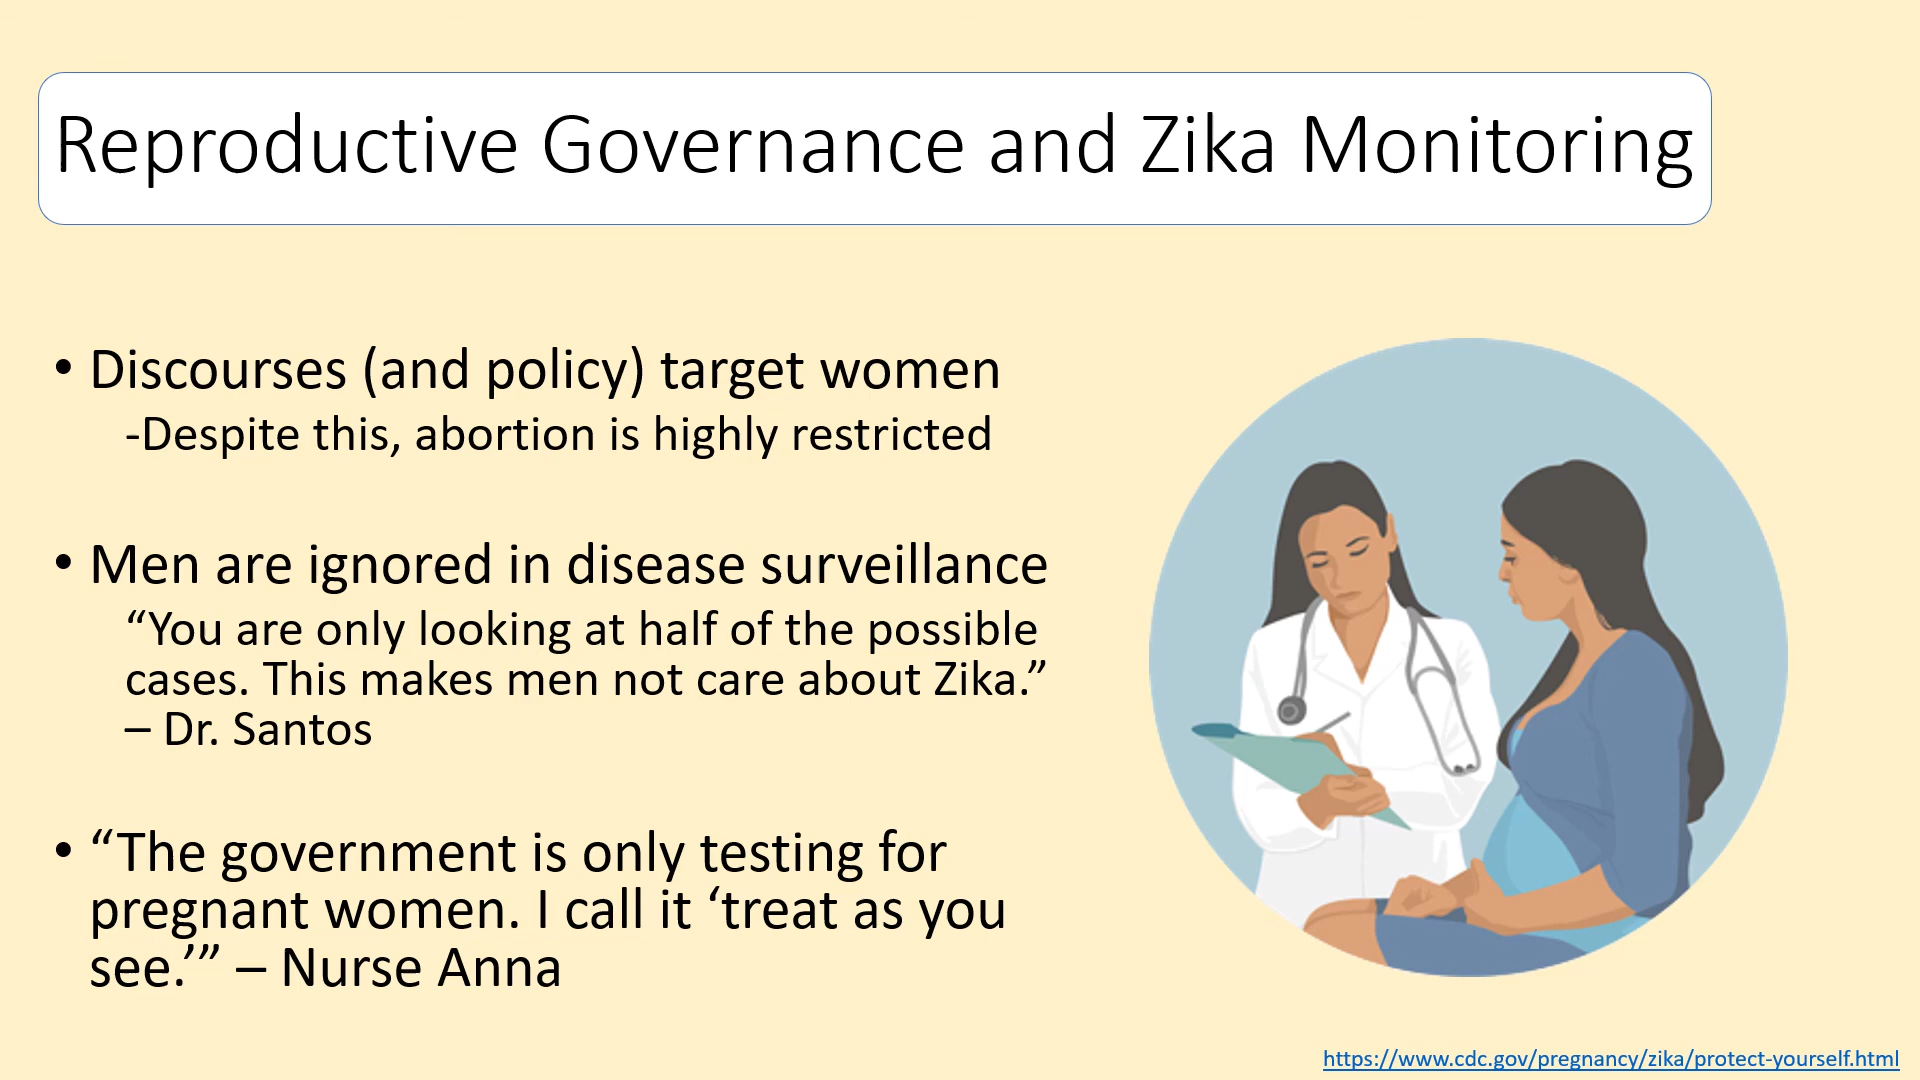 Reproductive Governance and Zika Monitoring
• Discourses (and policy) target women
-Despite this, abortion is highly restricted
• Men are ignored in disease surveillance
“You are only looking at half of the possible
cases. This makes men not care about Zika.”
– Dr. Santos
• “The government is only testing for
pregnant women. I call it ‘treat as you
see.’” – Nurse Anna
https://www.cdc.gov/pregnancy/zika/protect-yourself.html